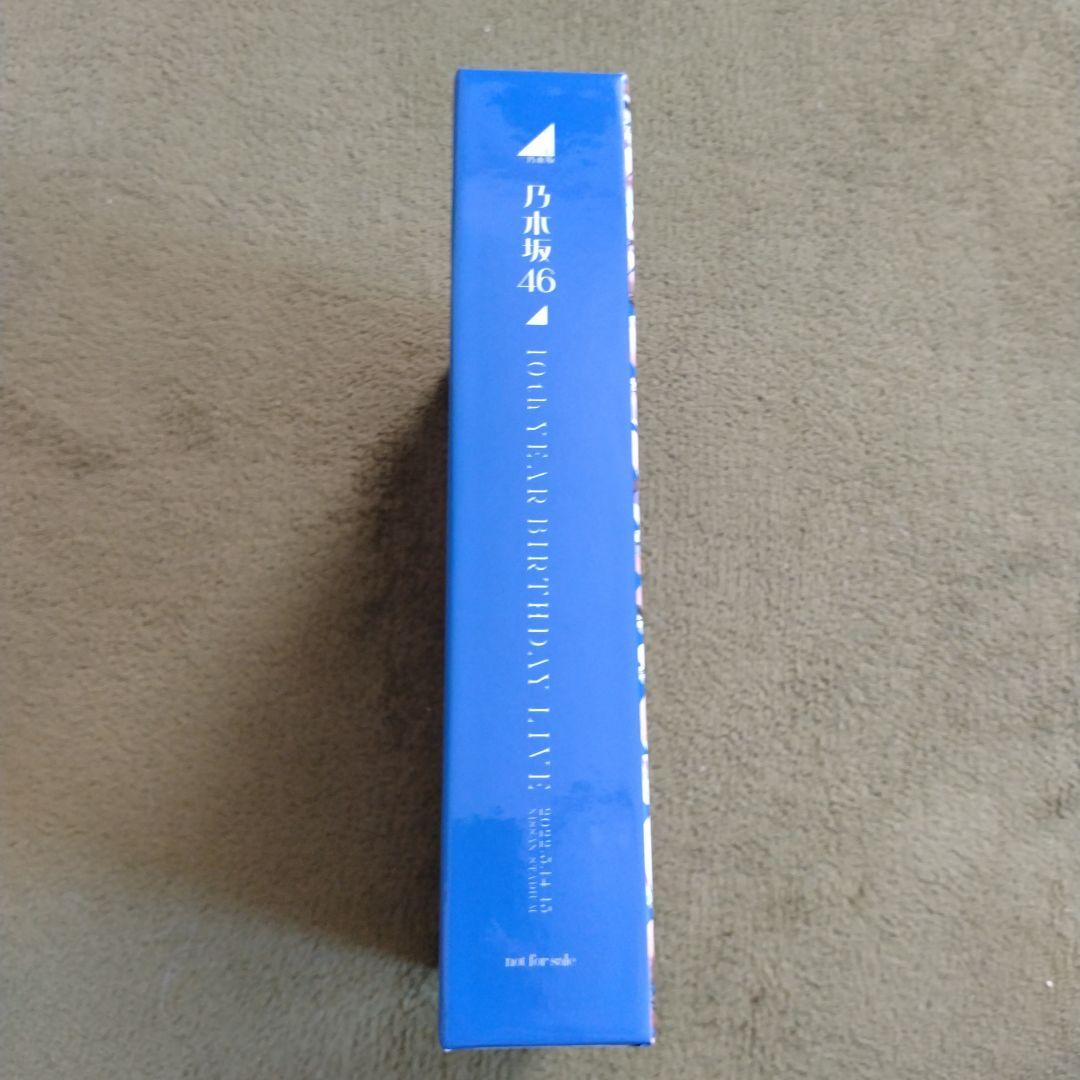 乃木坂
乃木坂46
10th YEAR BIRTHDAY LIVE
2022.5.14-15
NISSAN STADIUM
not for sale